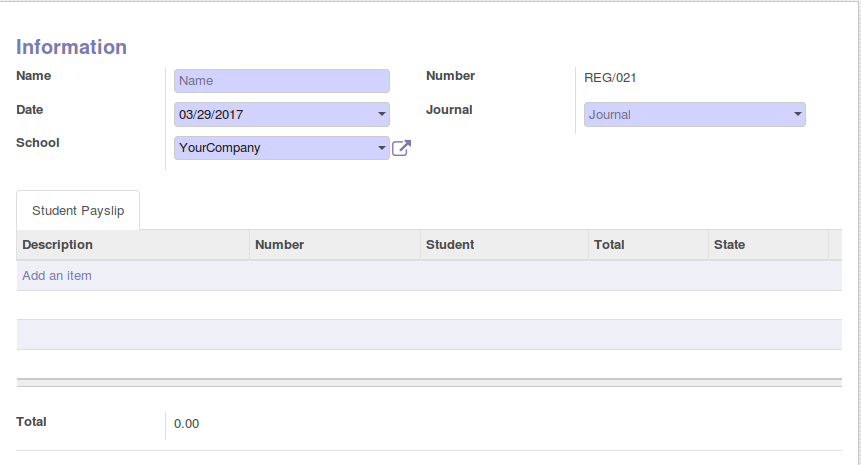 Information
Name Name Number REG/021
Date 03/29/2017 Journal Journal
School YourCompany
Student Payslip
Description Number Student Total State
Add an item
Total 0.00